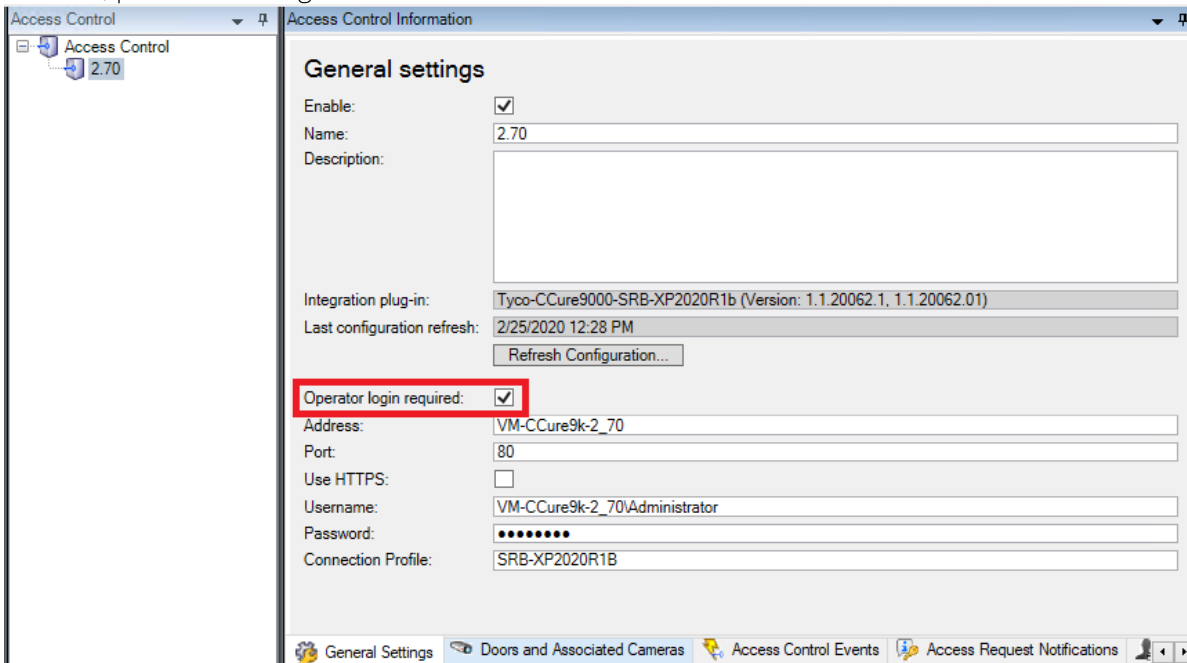 Access Control
Access Control
2.70
Access Control Information
General settings
Enable:
Name: 2.70
Description:
Integration plug-in: Tyco-CCure9000-SRB-XP2020R1b (Version: 1.1.20062.1, 1.1.20062.01)
Last configuration refresh: 2/25/2020 12:28 PM
Refresh Configuration...
Operator login required:
Address: VM-CCure9k-2_70
Port: 80
Use HTTPS:
Username: VM-CCure9k-2_70\Administrator
Password: ●●●●●●●●
Connection Profile: SRB-XP2020R1B
General Settings Doors and Associated Cameras Access Control Events Access Request Notifications